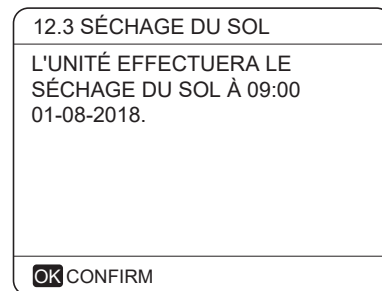 12.3 SÉCHAGE DU SOL
L'UNITÉ EFFECTUERA LE
SÉCHAGE DU SOL À 09:00
01-08-2018.
OK CONFIRM